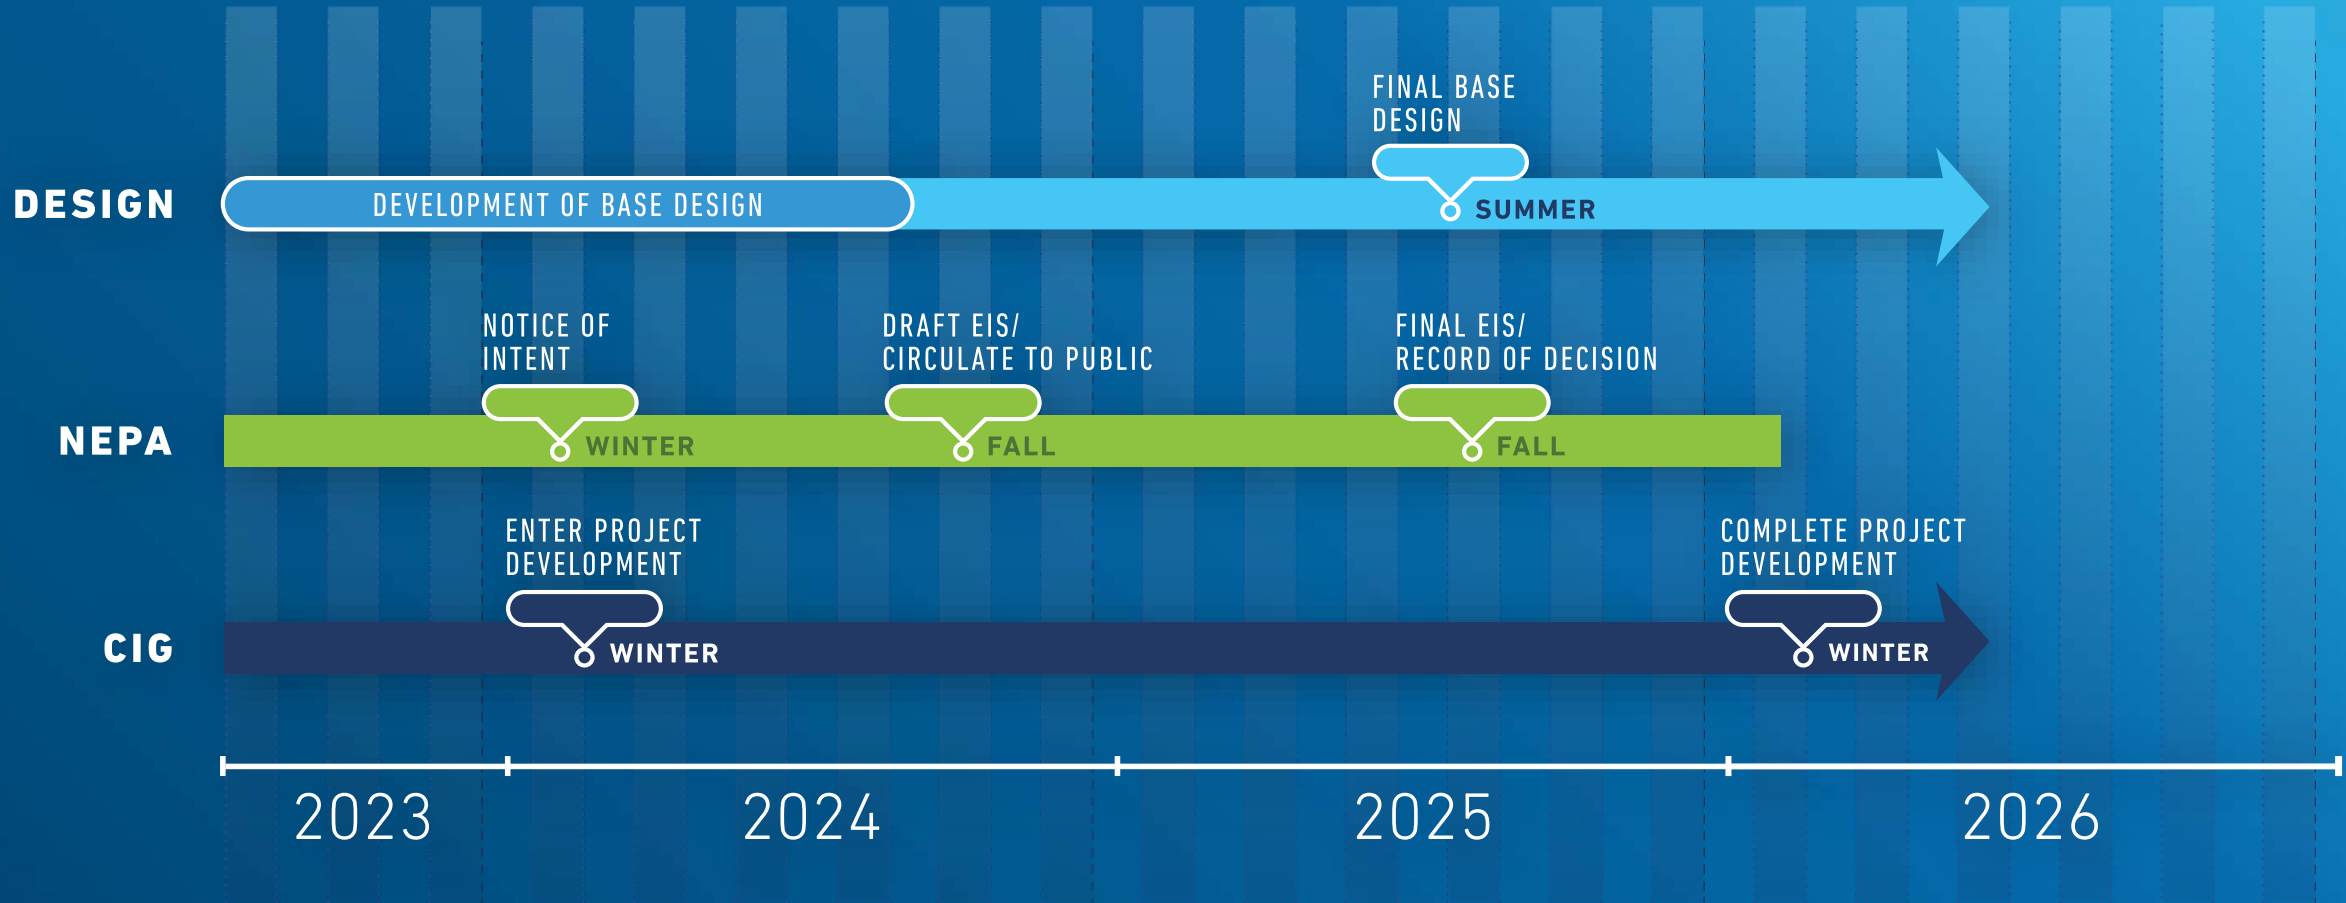 FINAL BASE
DESIGN
DESIGN
DEVELOPMENT OF BASE DESIGN
SUMMER
NOTICE OF
INTENT
DRAFT EIS/
CIRCULATE TO PUBLIC
FINAL EIS/
RECORD OF DECISION
NEPA
WINTER
FALL
FALL
ENTER PROJECT
DEVELOPMENT
COMPLETE PROJECT
DEVELOPMENT
CIG
WINTER
WINTER
2023
2024
2025
2026